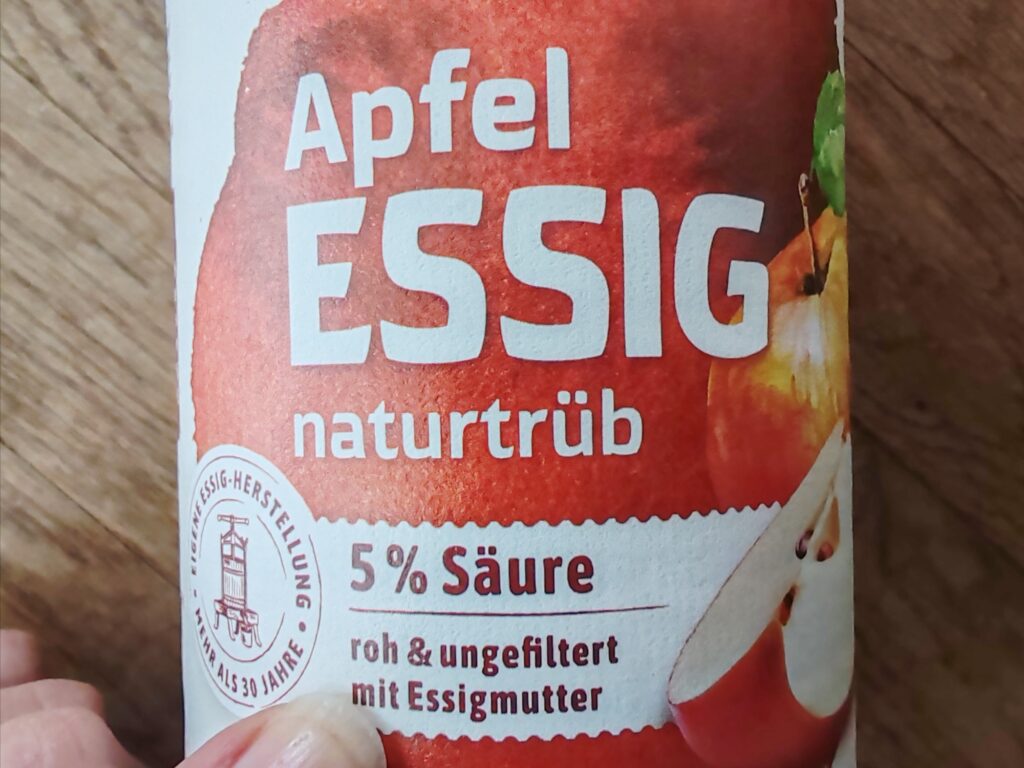 Apfel
ESSIG
naturtrüb
EIGENE ESSIG-HERSTELLUNG
• MEHR ALS 30 JAHRE •
5 % Säure
roh & ungefiltert
mit Essigmutter